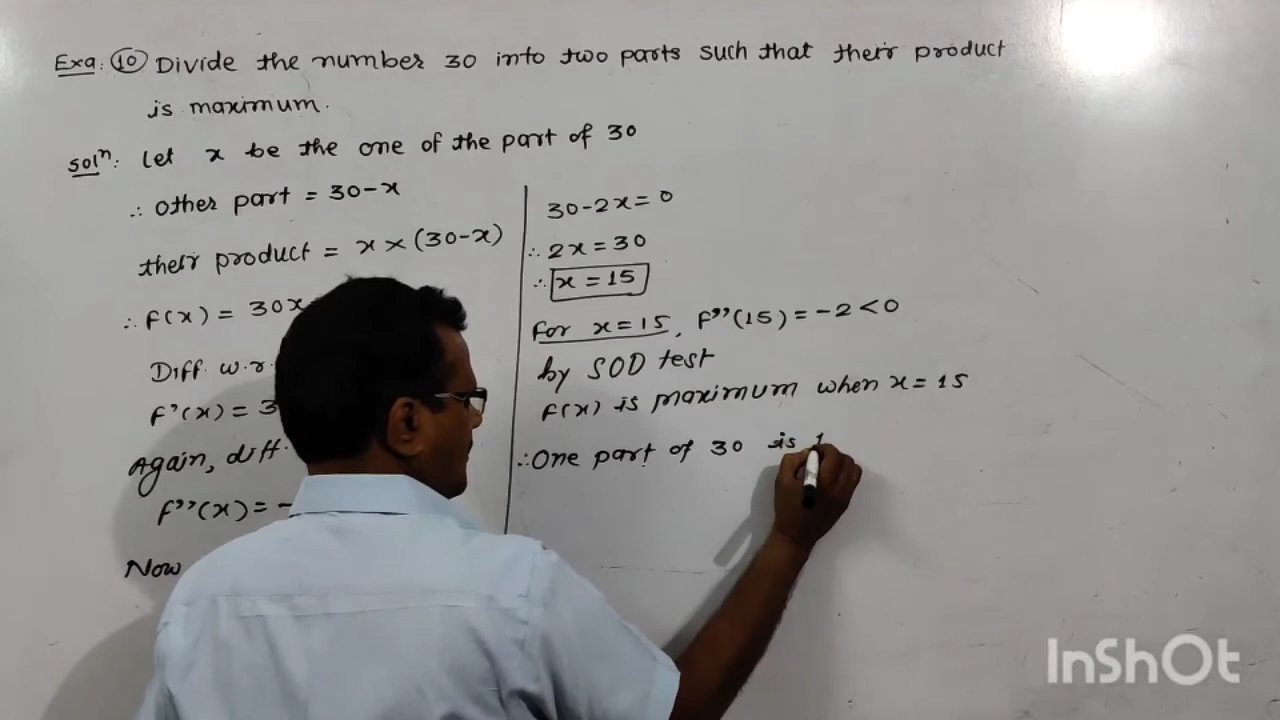 Exa: 10 Divide the number 30 into two parts such that their product
is maximum.
Solⁿ: Let x be the one of the part of 30
∴ other part = 30-x
their product = x × (30-x)
∴ f(x) = 30x
Diff. w.r.
f'(x) = 3
Again, diff.
f''(x) = -
Now
30-2x=0
∴ 2x=30
∴ x = 15
For x=15, f''(15) = -2 < 0
by SOD test
f(x) is maximum when x = 15
∴ One part of 30 is 1
InShOt